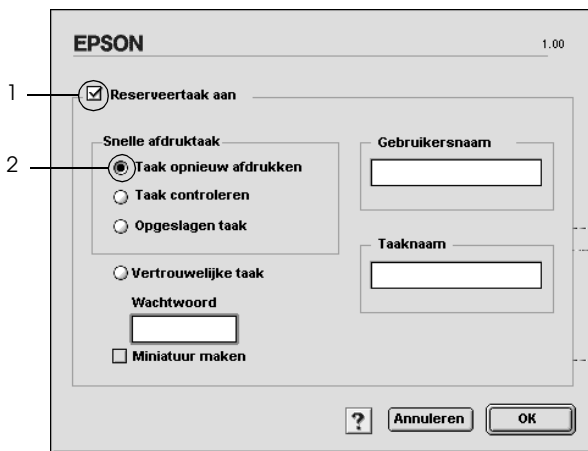 EPSON
1.00
1
Reserveertaak aan
Snelle afdruktaak
2
Taak opnieuw afdrukken
Taak controleren
Opgeslagen taak
Vertrouwelijke taak
Wachtwoord
Miniatuur maken
Gebruikersnaam
Taaknaam
?
Annuleren
OK